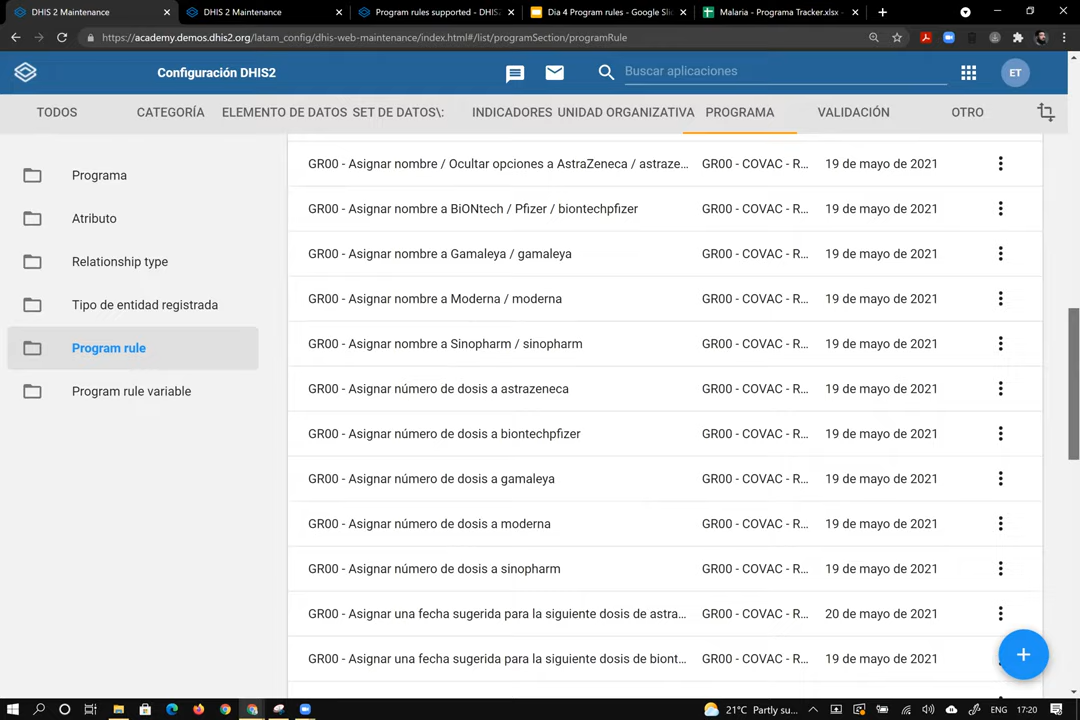 DHIS 2 Maintenance
DHIS 2 Maintenance
Program rules supported - DHIS
Dia 4 Program rules - Google Slid
Malaria - Programa Tracker.xlsx -
https://academy.demos.dhis2.org/latam_config/dhis-web-maintenance/index.html#/list/programSection/programRule
Configuración DHIS2
Buscar aplicaciones
ET
TODOS CATEGORÍA ELEMENTO DE DATOS SET DE DATOS\: INDICADORES UNIDAD ORGANIZATIVA PROGRAMA VALIDACIÓN OTRO
Programa
Atributo
Relationship type
Tipo de entidad registrada
Program rule
Program rule variable
GR00 - Asignar nombre / Ocultar opciones a AstraZeneca / astraze... GR00 - COVAC - R... 19 de mayo de 2021
GR00 - Asignar nombre a BiONtech / Pfizer / biontechpfizer GR00 - COVAC - R... 19 de mayo de 2021
GR00 - Asignar nombre a Gamaleya / gamaleya GR00 - COVAC - R... 19 de mayo de 2021
GR00 - Asignar nombre a Moderna / moderna GR00 - COVAC - R... 19 de mayo de 2021
GR00 - Asignar nombre a Sinopharm / sinopharm GR00 - COVAC - R... 19 de mayo de 2021
GR00 - Asignar número de dosis a astrazeneca GR00 - COVAC - R... 19 de mayo de 2021
GR00 - Asignar número de dosis a biontechpfizer GR00 - COVAC - R... 19 de mayo de 2021
GR00 - Asignar número de dosis a gamaleya GR00 - COVAC - R... 19 de mayo de 2021
GR00 - Asignar número de dosis a moderna GR00 - COVAC - R... 19 de mayo de 2021
GR00 - Asignar número de dosis a sinopharm GR00 - COVAC - R... 19 de mayo de 2021
GR00 - Asignar una fecha sugerida para la siguiente dosis de astra... GR00 - COVAC - R... 20 de mayo de 2021
GR00 - Asignar una fecha sugerida para la siguiente dosis de biont... GR00 - COVAC - R... 19 de mayo de 2021
21°C Partly su... ENG 17:20